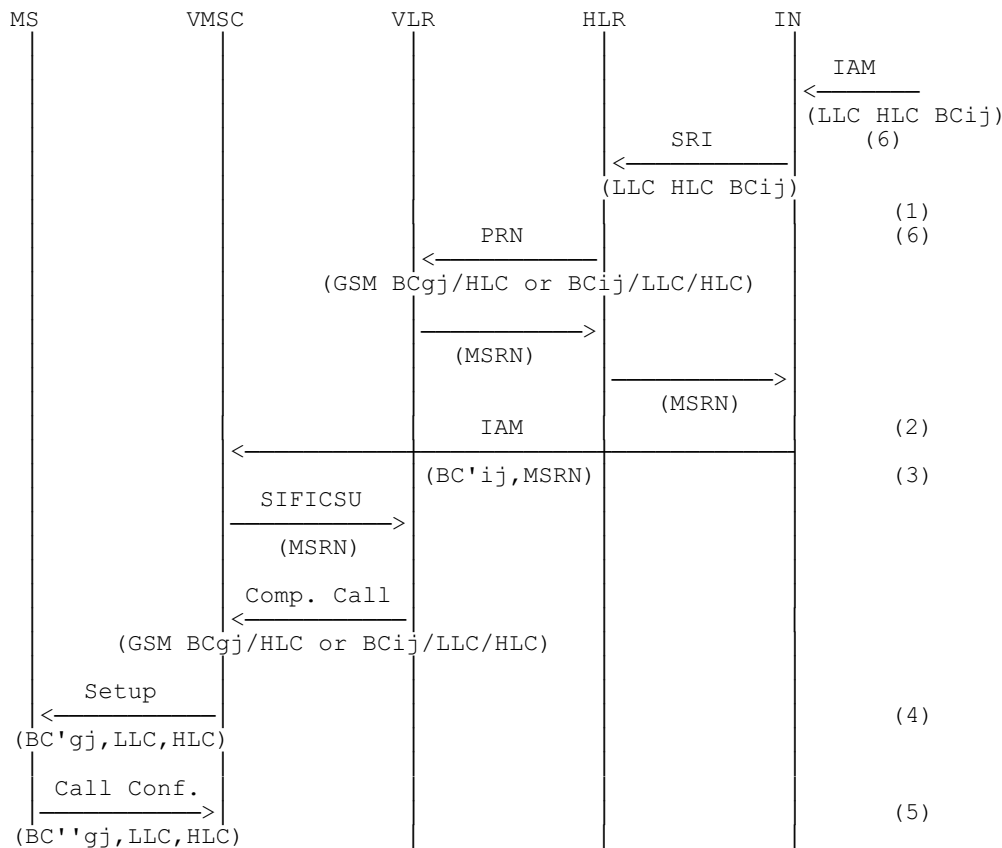 MS VMSC VLR HLR IN
IAM
(LLC HLC BCij)
SRI (6)
(LLC HLC BCij)
(1)
PRN (6)
(GSM BCgj/HLC or BCij/LLC/HLC)
(MSRN)
(MSRN)
IAM (2)
(BC'ij,MSRN) (3)
SIFICSU
(MSRN)
Comp. Call
(GSM BCgj/HLC or BCij/LLC/HLC)
Setup
(4)
(BC'gj,LLC,HLC)
Call Conf.
(5)
(BC''gj,LLC,HLC)